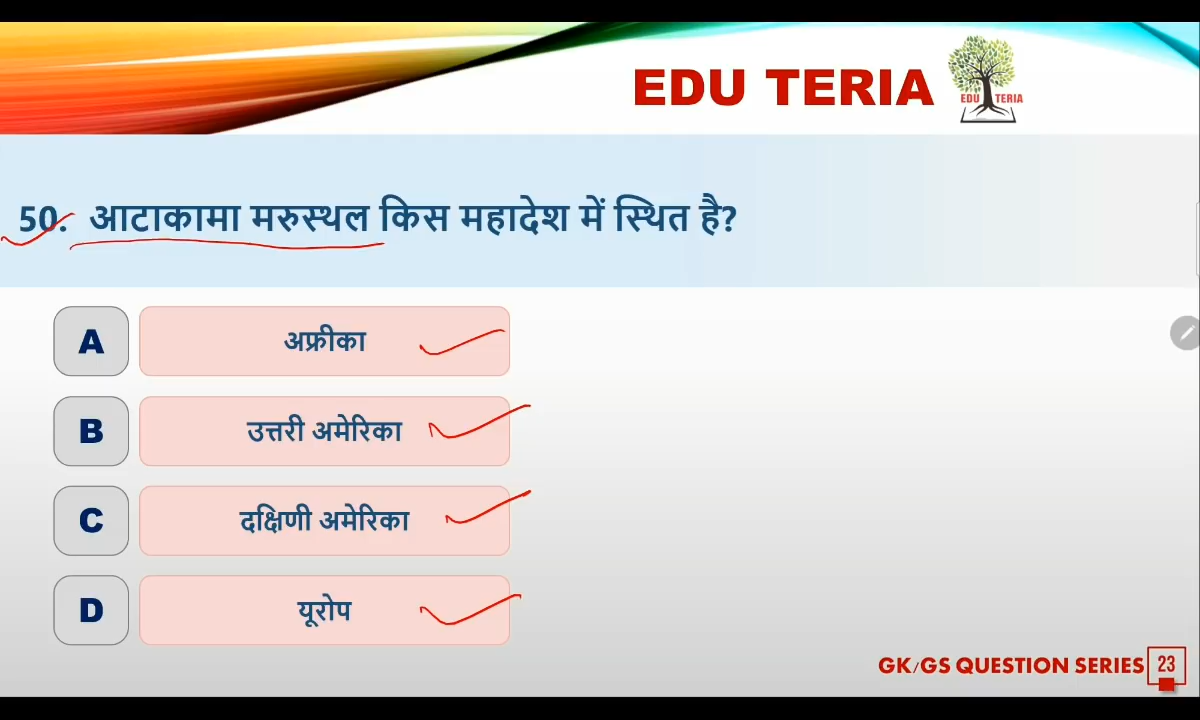 EDU TERIA
EDU TERIA
50. आटाकामा मरुस्थल किस महादेश में स्थित है?
A अफ्रीका
B उत्तरी अमेरिका
C दक्षिणी अमेरिका
D यूरोप
GK/GS QUESTION SERIES 23